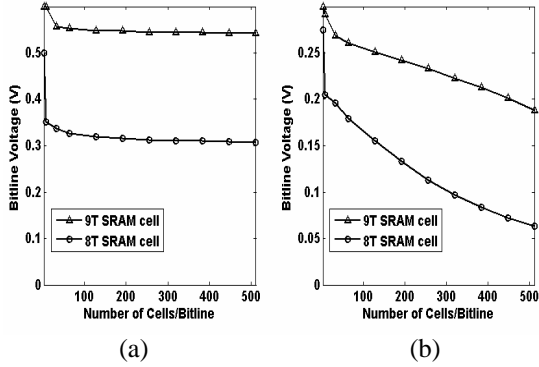 Bitline Voltage (V)
0.5
0.4
0.3
0.2
0.1
0
9T SRAM cell
8T SRAM cell
100 200 300 400 500
Number of Cells/Bitline
(a)
Bitline Voltage (V)
0.25
0.2
0.15
0.1
0.05
0
9T SRAM cell
8T SRAM cell
100 200 300 400 500
Number of Cells/Bitline
(b)